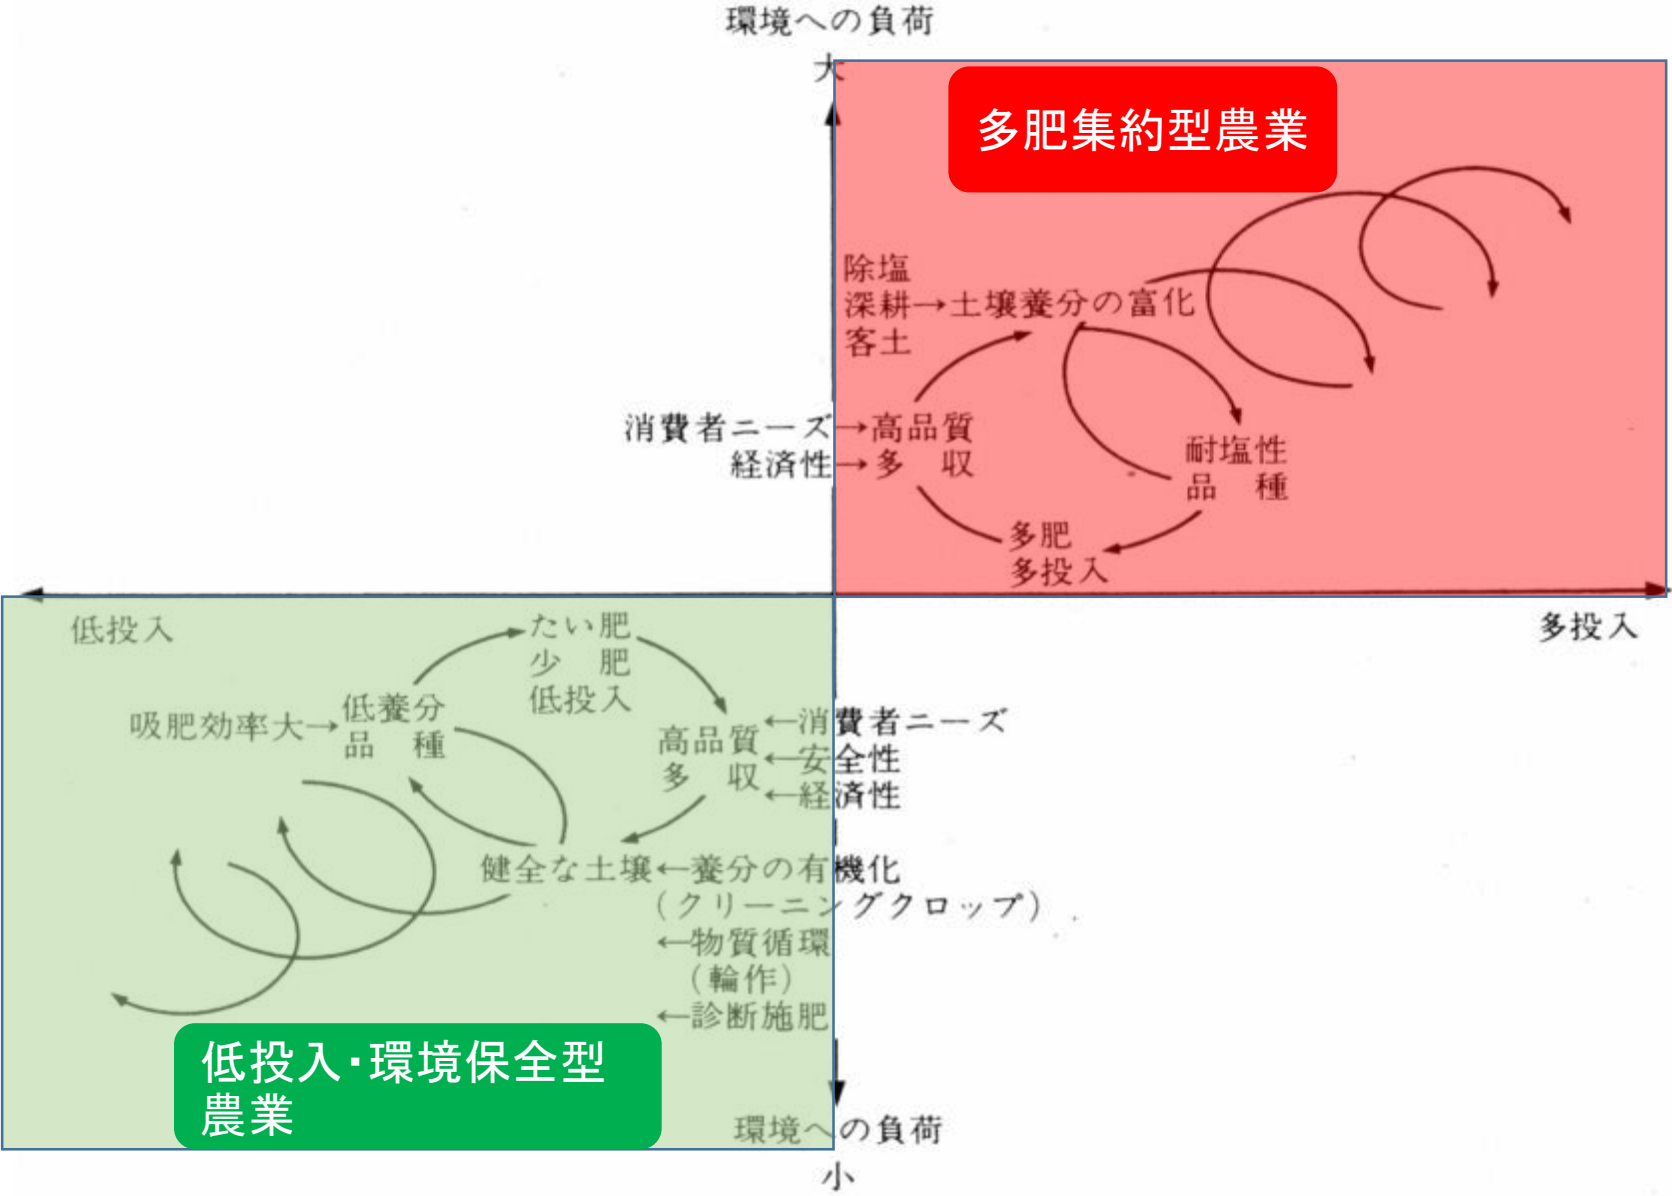 環境への負荷
大
多肥集約型農業
除塩
深耕→土壌養分の富化
客土
消費者ニーズ→高品質
経済性→多　収
耐塩性
品　種
多肥
多投入
低投入
多投入
たい肥
少　肥
低投入
吸肥効率大→低養分
品　種
高品質←消費者ニーズ
←安全性
多　収
←経済性
健全な土壌←養分の有機化
（クリーニングクロップ）
←物質循環
（輪作）
←診断施肥
低投入・環境保全型
農業
環境への負荷
小